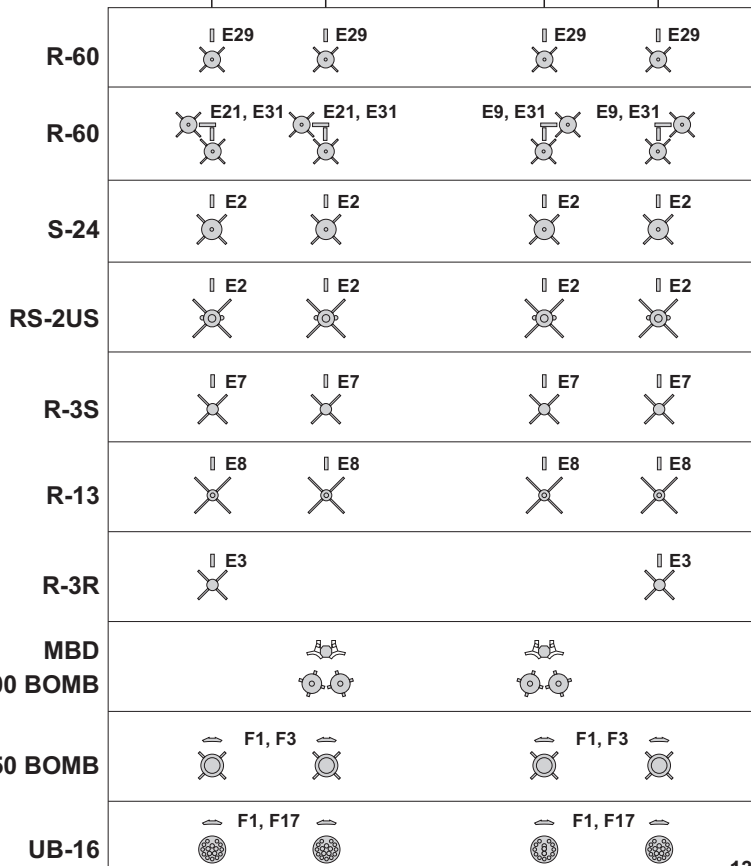 R-60 E29 E29 E29 E29
R-60 E21, E31 E21, E31 E9, E31 E9, E31
S-24 E2 E2 E2 E2
RS-2US E2 E2 E2 E2
R-3S E7 E7 E7 E7
R-13 E8 E8 E8 E8
R-3R E3 E3
MBD
00 BOMB
50 BOMB F1, F3 F1, F3
UB-16 F1, F17 F1, F17